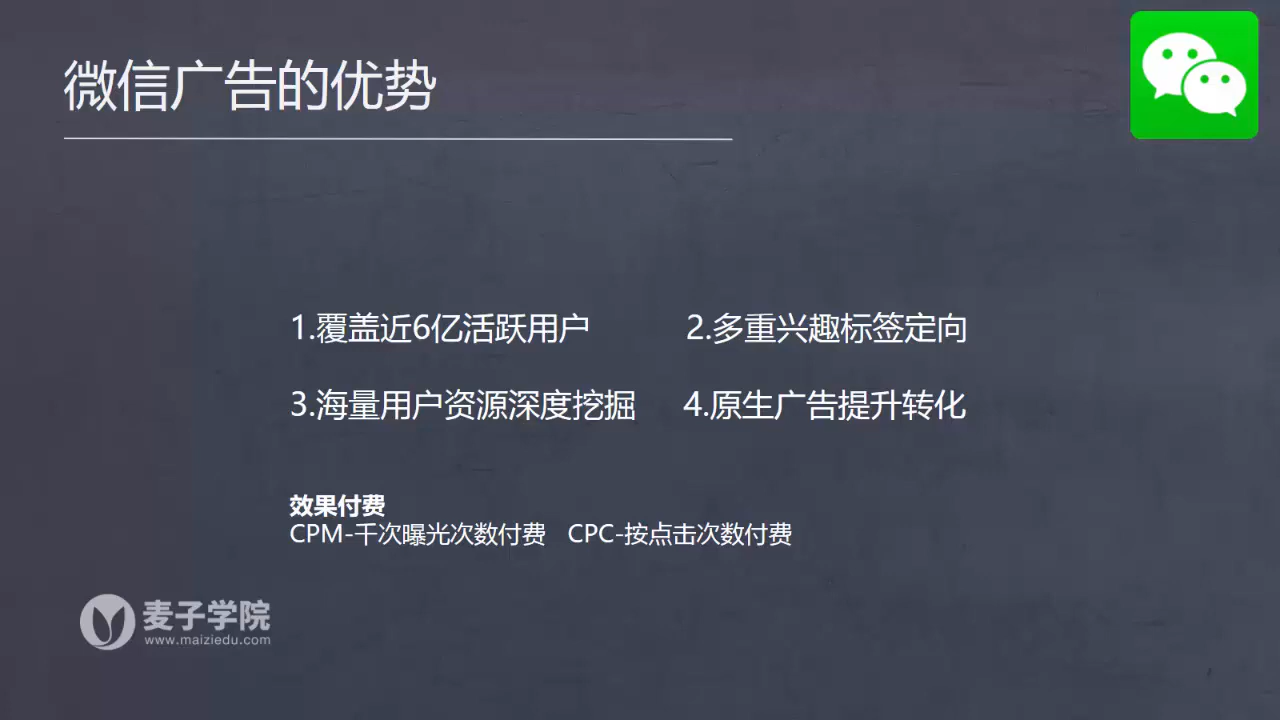 微信广告的优势
1.覆盖近6亿活跃用户 2.多重兴趣标签定向
3.海量用户资源深度挖掘 4.原生广告提升转化
效果付费
CPM-千次曝光次数付费 CPC-按点击次数付费
麦子学院
www.maiziedu.com